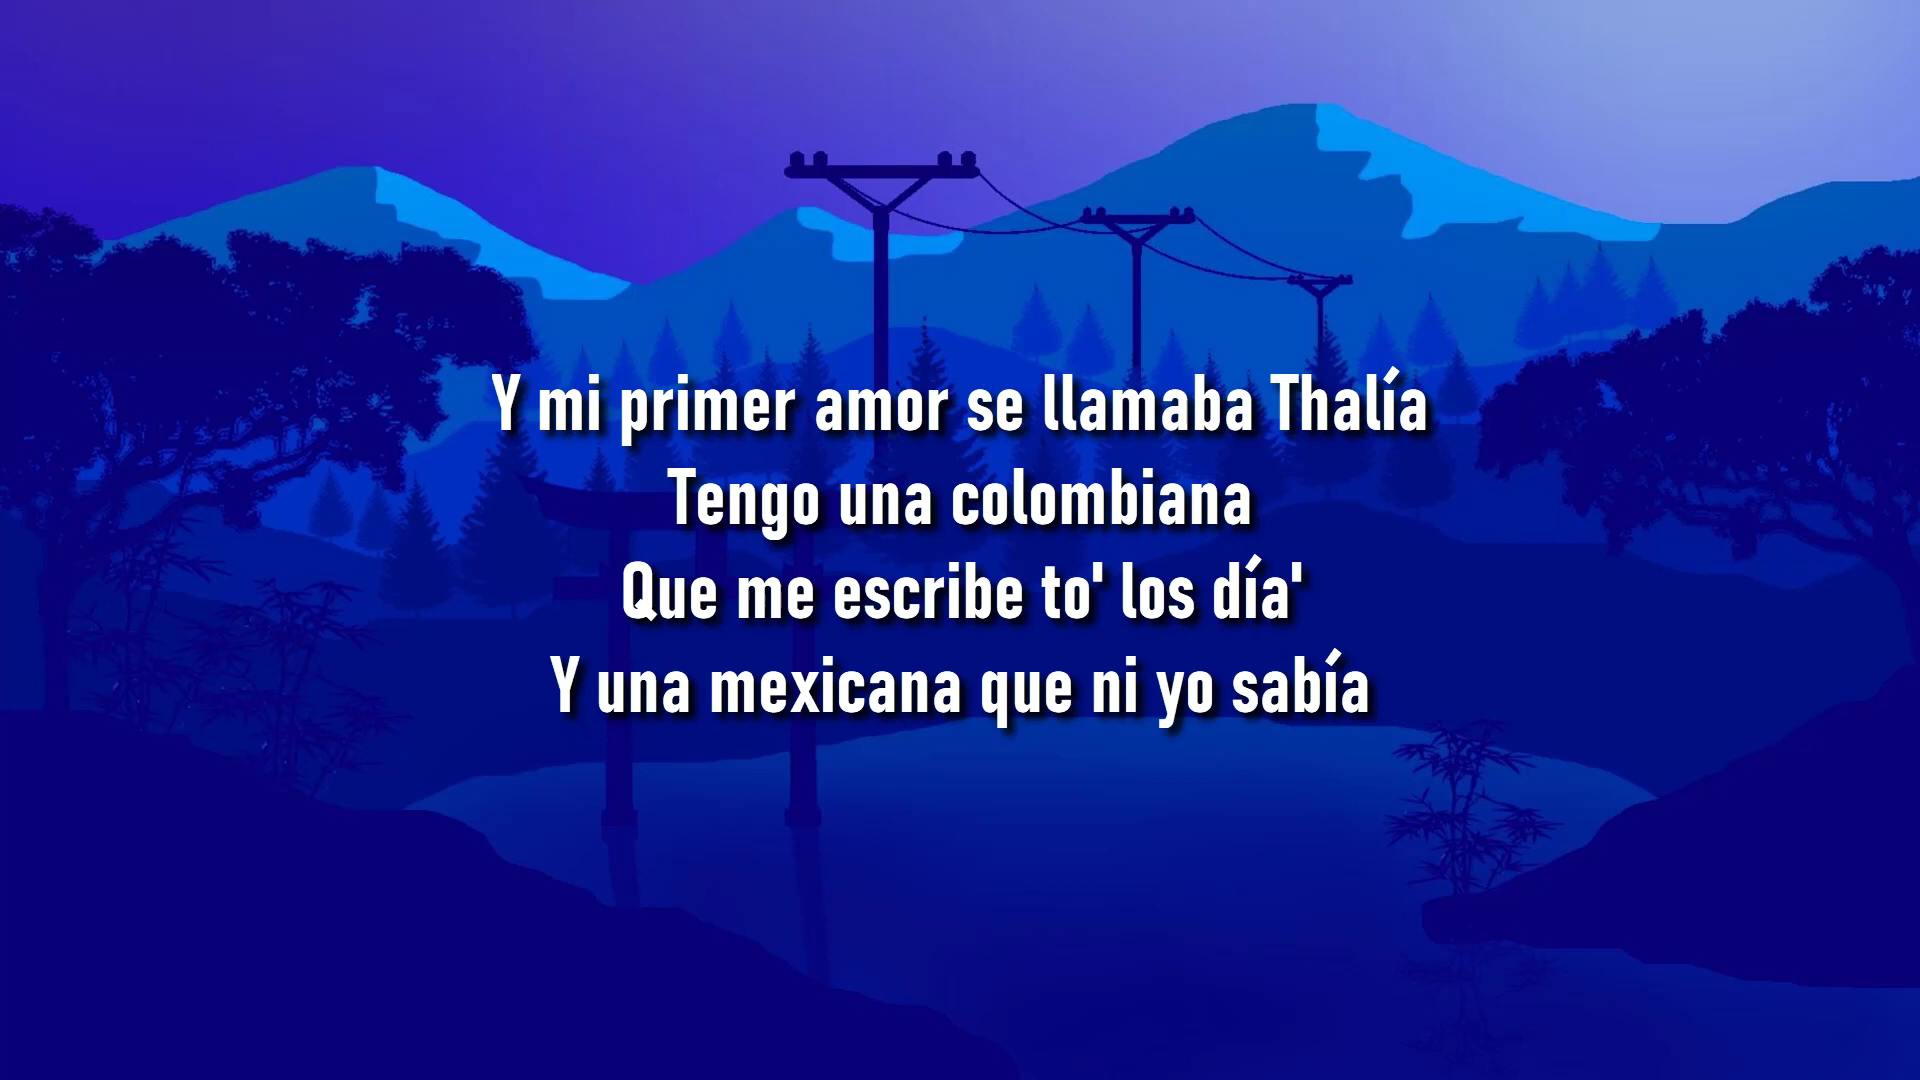 Y mi primer amor se llamaba Thalía
Tengo una colombiana
Que me escribe to' los día'
Y una mexicana que ni yo sabía